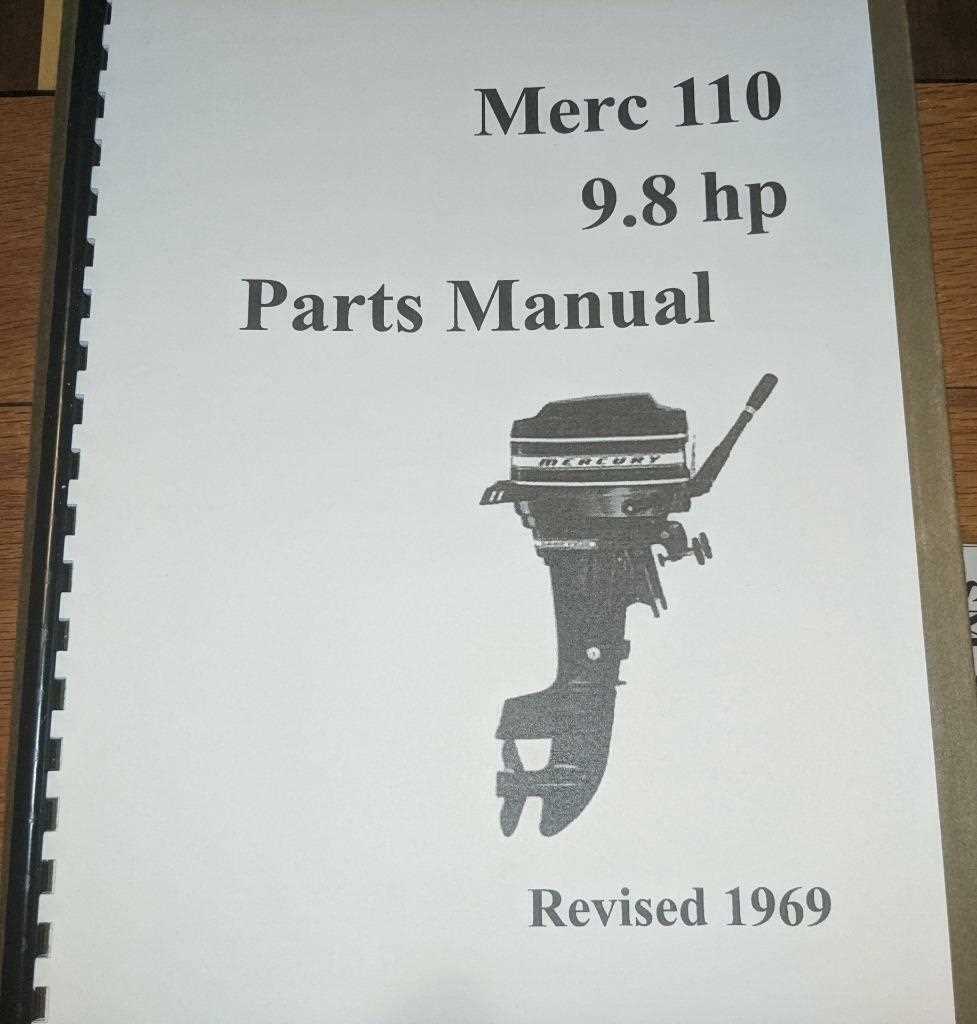 Merc 110
9.8 hp
Parts Manual
MERCURY
Revised 1969